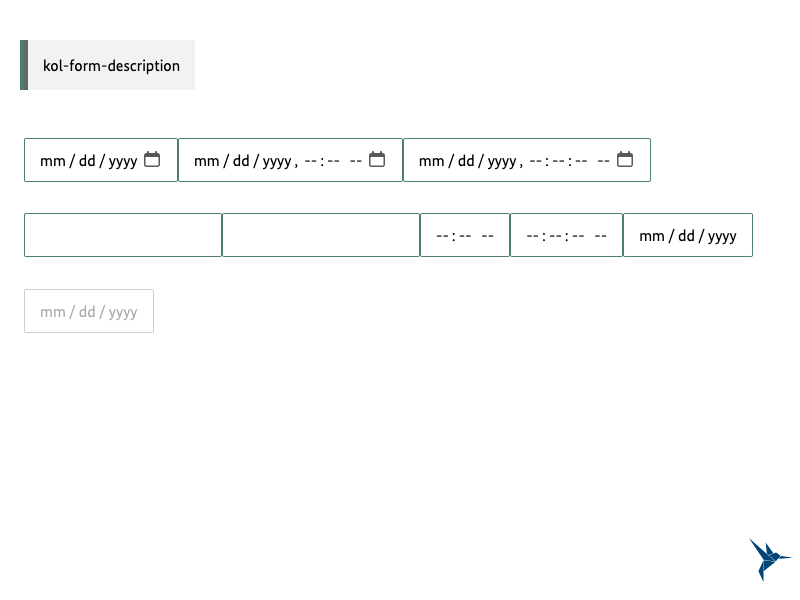 kol-form-description
mm / dd / yyyy mm / dd / yyyy , -- : -- -- mm / dd / yyyy , -- : -- : -- --
-- : -- -- -- : -- : -- -- mm / dd / yyyy
mm / dd / yyyy